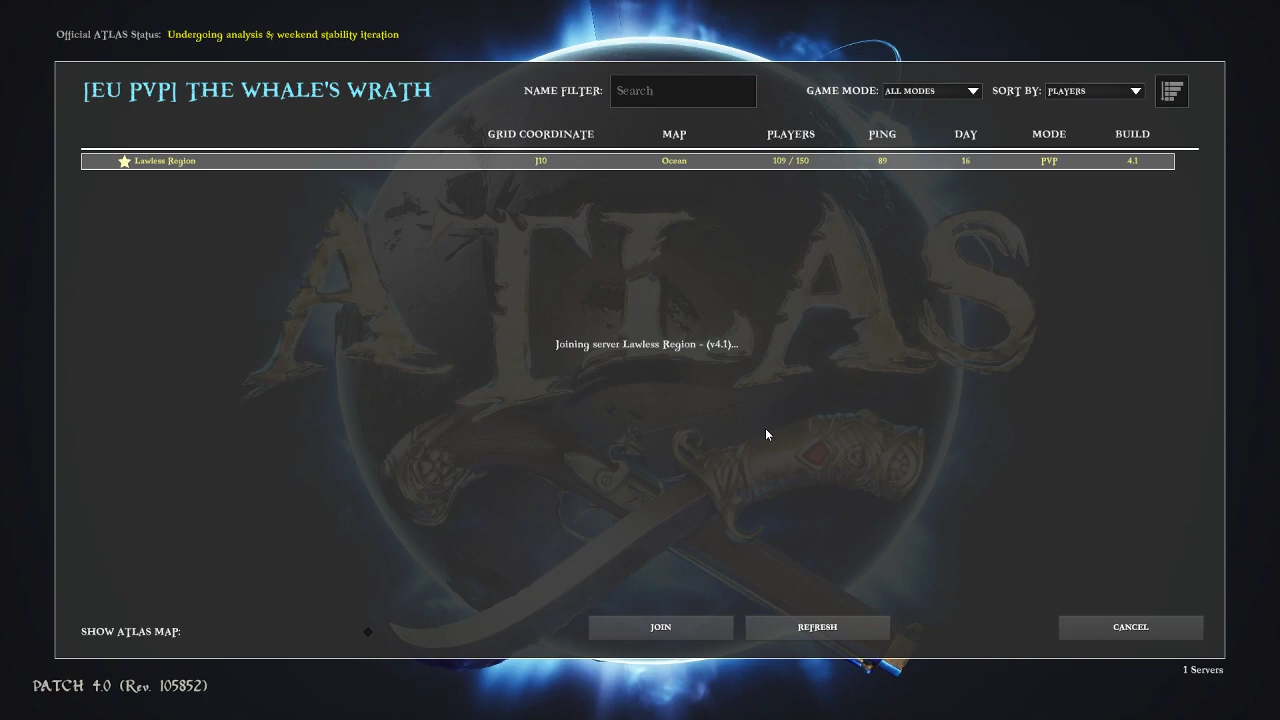 Official ATLAS Status: Undergoing analysis & weekend stability iteration
[EU PVP] THE WHALE'S WRATH
NAME FILTER: Search
GAME MODE: ALL MODES
SORT BY: PLAYERS
GRID COORDINATE MAP PLAYERS PING DAY MODE BUILD
Lawless Region J10 Ocean 109 / 150 89 16 PVP 4.1
ATLAS
Joining server Lawless Region - (v4.1)...
SHOW ATLAS MAP:
JOIN
REFRESH
CANCEL
1 Servers
PATCH 4.0 (Rev. 105852)